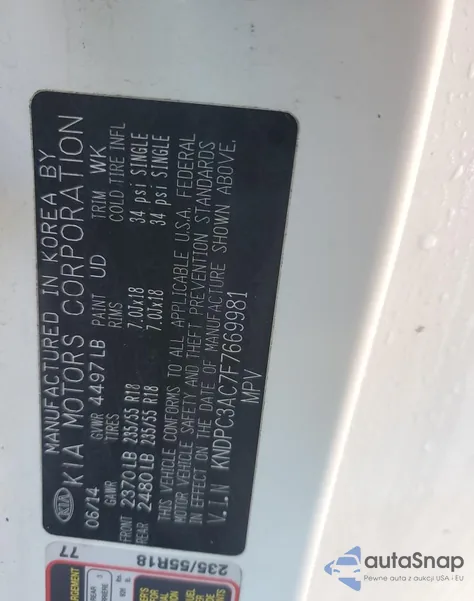 MANUFACTURED IN KOREA BY
KIA KIA MOTORS CORPORATION
06/14 GVWR 4497LB PAINT UD TRIM WK
GAWR TIRES RIMS COLD TIRE INFL
FRONT 2370LB 235/55 R18 7.0Jx18 34 psi SINGLE
REAR 2480LB 235/55 R18 7.0Jx18 34 psi SINGLE
THIS VEHICLE CONFORMS TO ALL APPLICABLE U.S.A. FEDERAL
MOTOR VEHICLE SAFETY AND THEFT PREVENTION STANDARDS
IN EFFECT ON THE DATE OF MANUFACTURE SHOWN ABOVE.
V.I.N KNDPC3AC7F7669981
MPV
77
235/55R18
autoSnap
Pewne auta z aukcji USA i EU